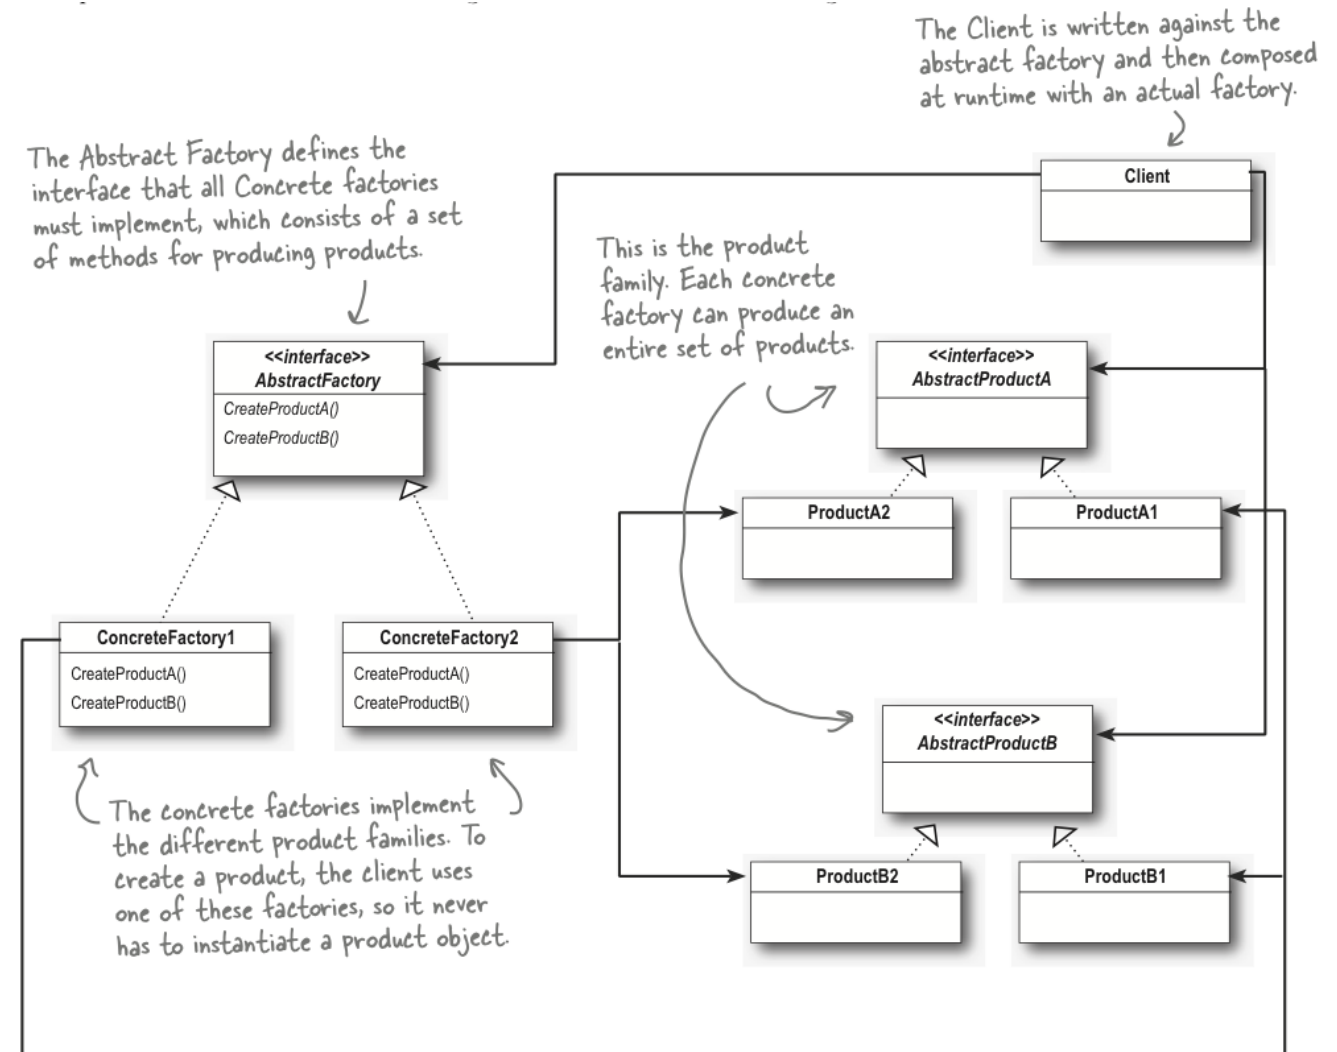 The Client is written against the
abstract factory and then composed
at runtime with an actual factory.
The Abstract Factory defines the
interface that all Concrete factories
must implement, which consists of a set
of methods for producing products.
Client
This is the product
family. Each concrete
factory can produce an
entire set of products.
<<interface>>
AbstractFactory
CreateProductA()
CreateProductB()
<<interface>>
AbstractProductA
ProductA2
ProductA1
ConcreteFactory1
CreateProductA()
CreateProductB()
ConcreteFactory2
CreateProductA()
CreateProductB()
<<interface>>
AbstractProductB
ProductB2
ProductB1
The concrete factories implement
the different product families. To
create a product, the client uses
one of these factories, so it never
has to instantiate a product object.